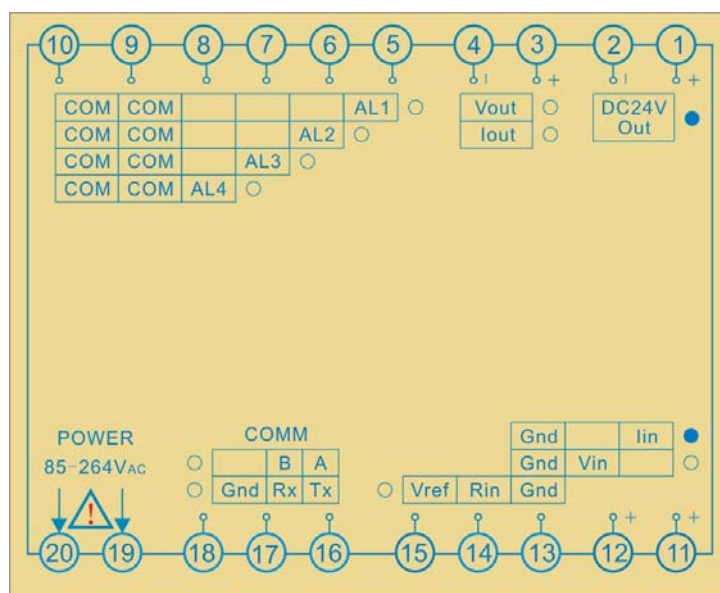 10 9 8 7 6 5 4 3 2 1
- + - +
COM COM AL1 Vout DC24V
COM COM AL2 Iout Out
COM COM AL3
COM COM AL4
POWER COMM Gnd Iin
85-264VAC B A Gnd Vin
! Gnd Rx Tx Vref Rin Gnd
+ +
20 19 18 17 16 15 14 13 12 11